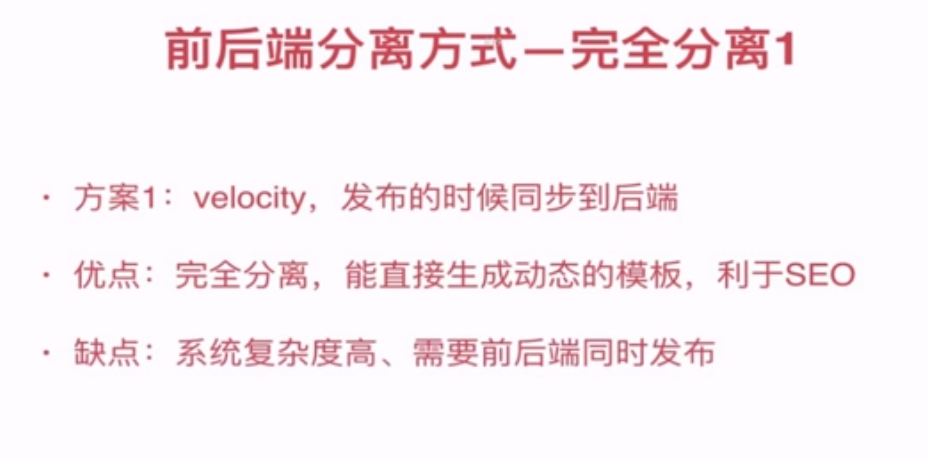 前后端分离方式—完全分离1
· 方案1：velocity，发布的时候同步到后端
· 优点：完全分离，能直接生成动态的模板，利于SEO
· 缺点：系统复杂度高、需要前后端同时发布